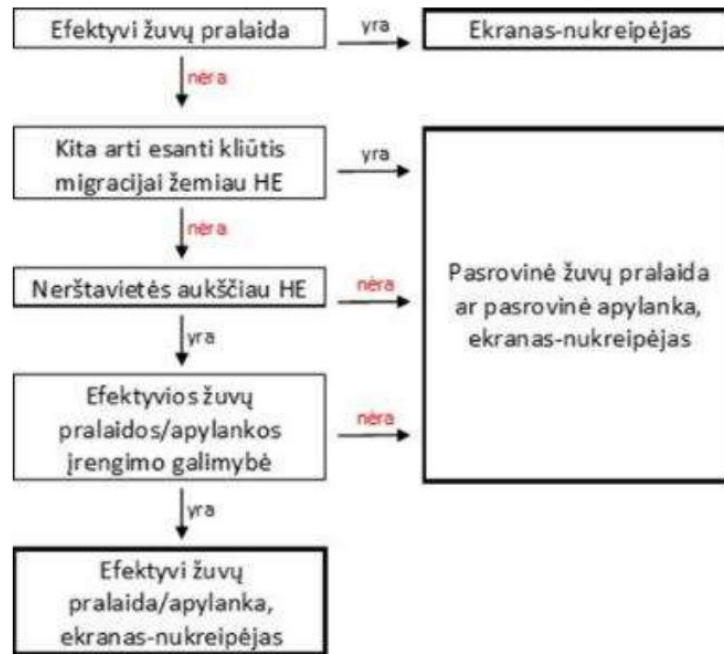 Efektyvi žuvų pralaida
yra
Ekranas-nukreipėjas
nėra
Kita arti esanti kliūtis
migracijai žemiau HE
yra
nėra
Nerštavietės aukščiau HE
nėra
Pasrovinė žuvų pralaida
ar pasrovinė apylanka,
ekranas-nukreipėjas
yra
Efektyvios žuvų
pralaidos/apylankos
įrengimo galimybė
nėra
yra
Efektyvi žuvų
pralaida/apylanka,
ekranas-nukreipėjas